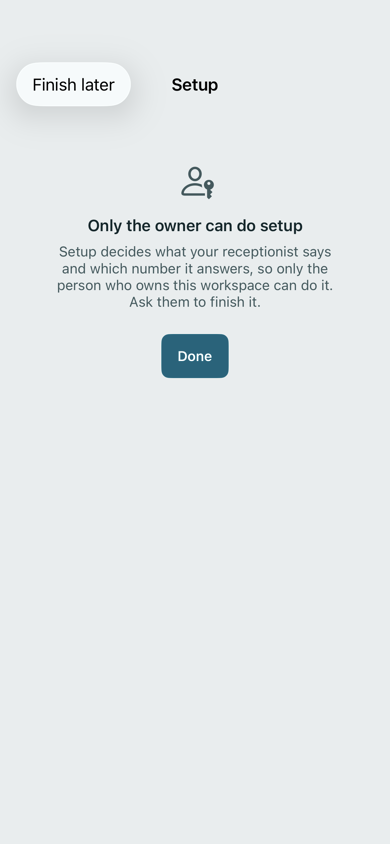 Finish later
Setup
Only the owner can do setup
Setup decides what your receptionist says
and which number it answers, so only the
person who owns this workspace can do it.
Ask them to finish it.
Done